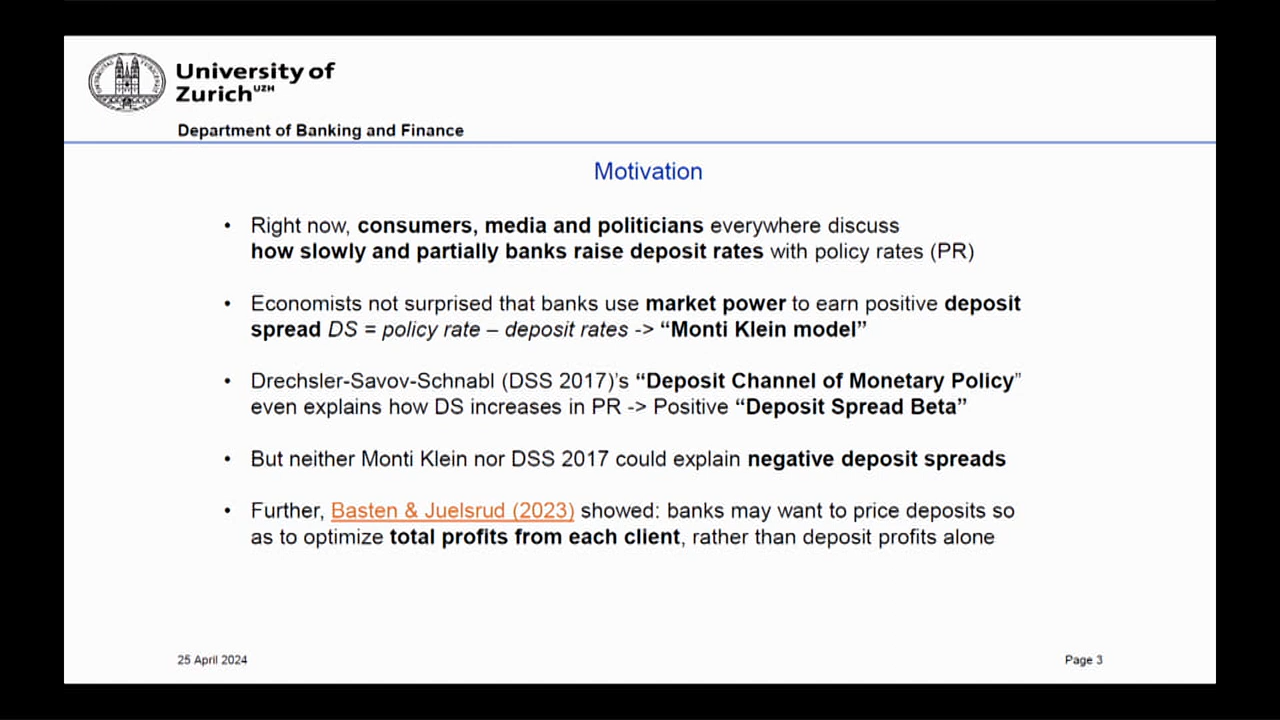 University of
Zurich UZH
Department of Banking and Finance
Motivation
• Right now, consumers, media and politicians everywhere discuss
how slowly and partially banks raise deposit rates with policy rates (PR)
• Economists not surprised that banks use market power to earn positive deposit
spread DS = policy rate – deposit rates -> “Monti Klein model”
• Drechsler-Savov-Schnabl (DSS 2017)’s “Deposit Channel of Monetary Policy”
even explains how DS increases in PR -> Positive “Deposit Spread Beta”
• But neither Monti Klein nor DSS 2017 could explain negative deposit spreads
• Further, Basten & Juelsrud (2023) showed: banks may want to price deposits so
as to optimize total profits from each client, rather than deposit profits alone
25 April 2024
Page 3